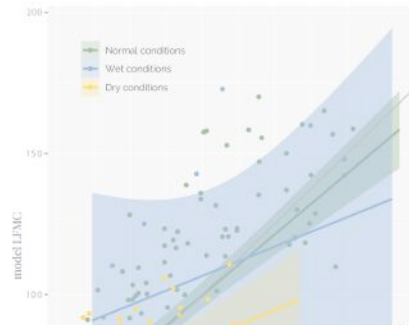 200
Normal conditions
Wet conditions
Dry conditions
150
model LFMC
100